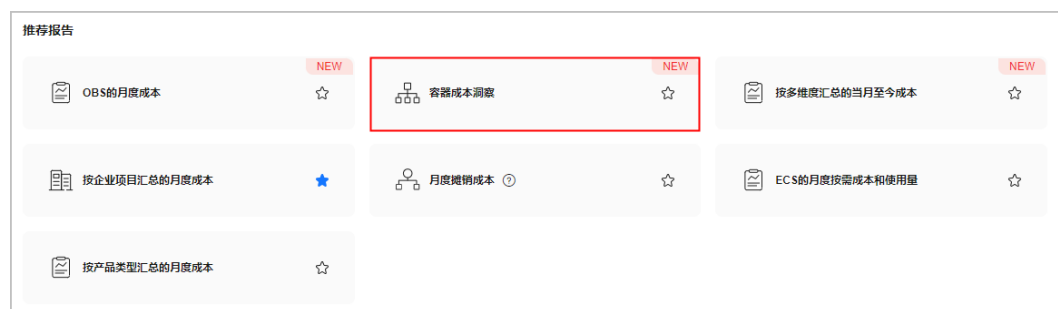 推荐报告
NEW
OBS的月度成本
NEW
容器成本洞察
NEW
按多维度汇总的当月至今成本
按企业项目汇总的月度成本
月度摊销成本 ?
ECS的月度按需成本和使用量
按产品类型汇总的月度成本